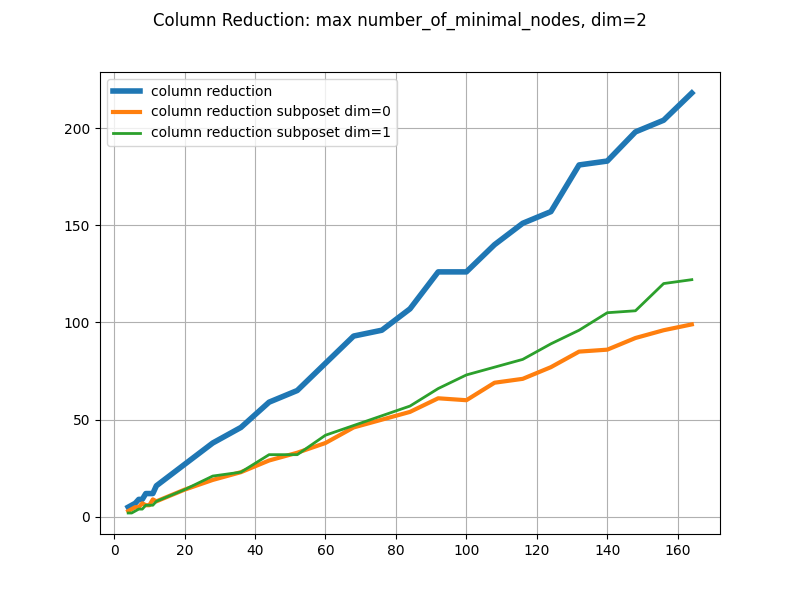 Column Reduction: max number_of_minimal_nodes, dim=2
column reduction
column reduction subposet dim=0
column reduction subposet dim=1
200
150
100
50
0
0 20 40 60 80 100 120 140 160